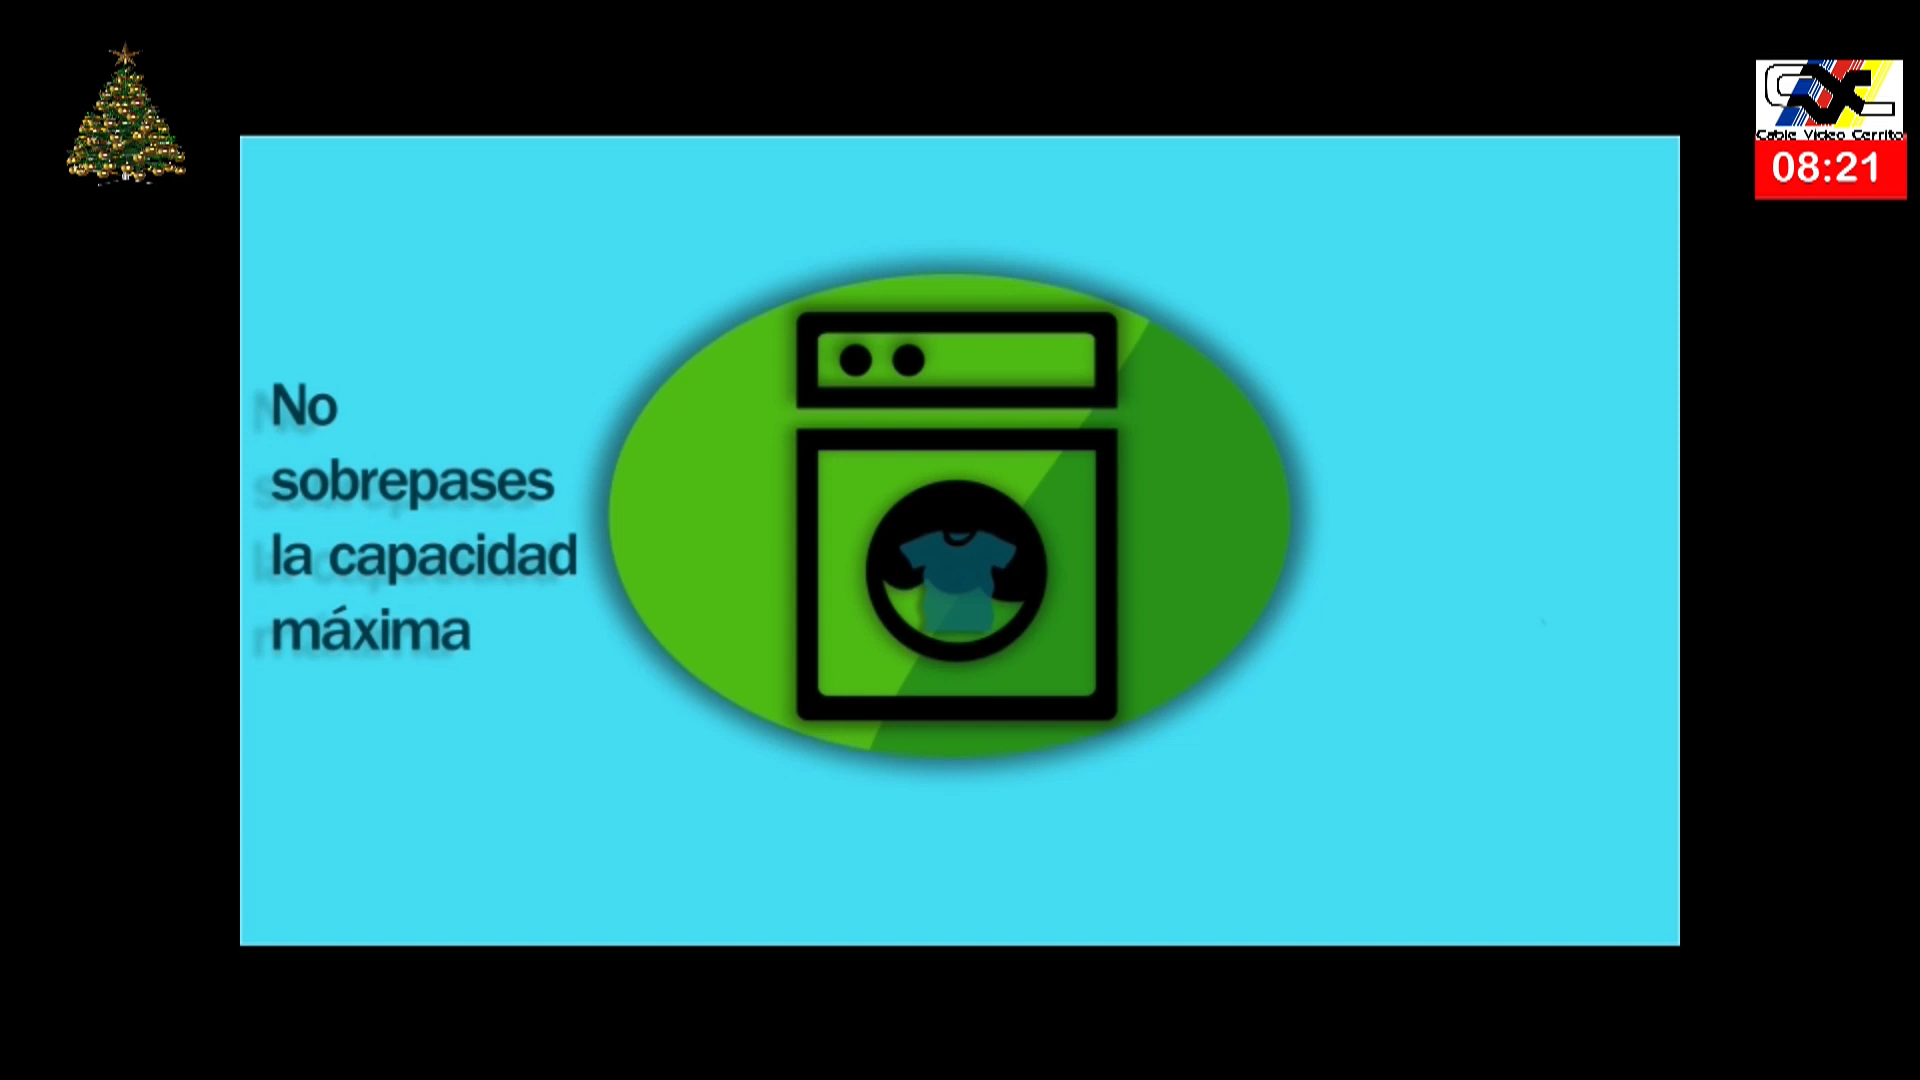 No
sobrepases
la capacidad
máxima
Cable Video Cerrito
08:21